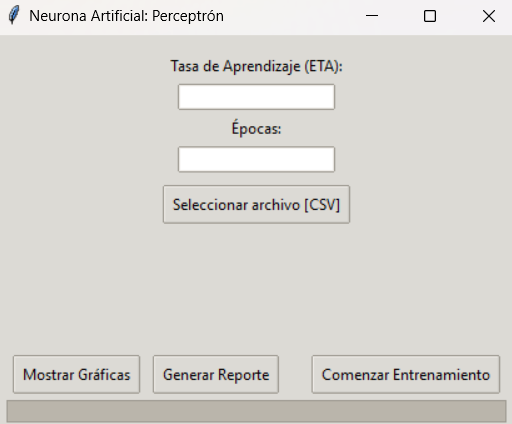 Neurona Artificial: Perceptrón
Tasa de Aprendizaje (ETA):
Épocas:
Seleccionar archivo [CSV]
Mostrar Gráficas Generar Reporte Comenzar Entrenamiento